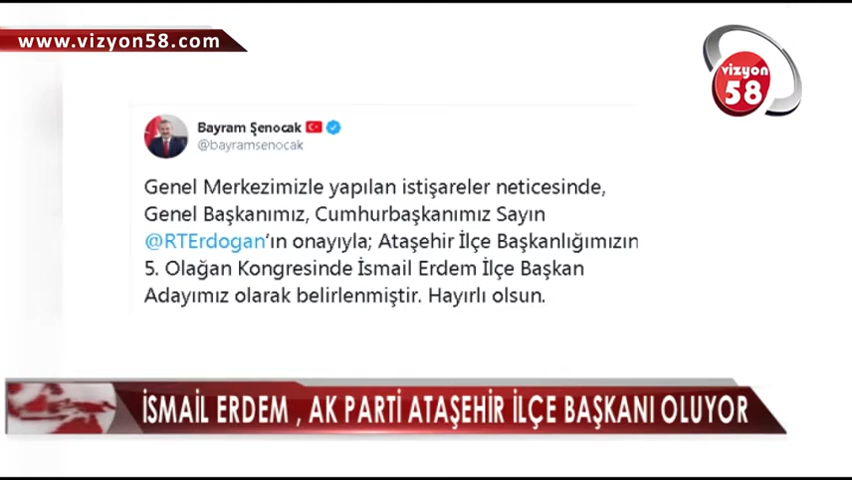 www.vizyon58.com
vizyon
58
Bayram Şenocak
@bayramsenocak
Genel Merkezimizle yapılan istişareler neticesinde,
Genel Başkanımız, Cumhurbaşkanımız Sayın
@RTErdogan'ın onayıyla; Ataşehir İlçe Başkanlığımızın
5. Olağan Kongresinde İsmail Erdem İlçe Başkan
Adayımız olarak belirlenmiştir. Hayırlı olsun.
İSMAİL ERDEM , AK PARTİ ATAŞEHİR İLÇE BAŞKANI OLUYOR